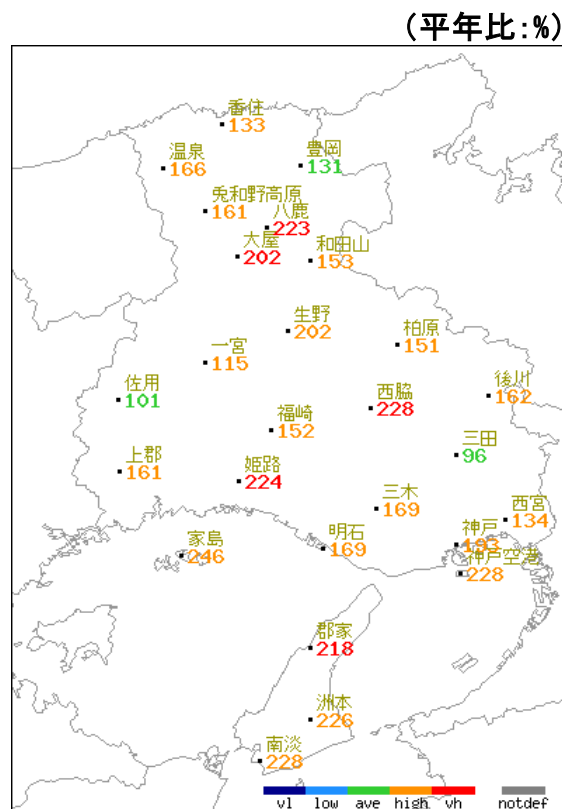 (平年比:%)
香住
133
温泉
166
豊岡
131
兎和野高原
161
八鹿
223
大屋
202
和田山
153
生野
202
柏原
151
一宮
115
後川
162
佐用
101
西脇
228
福崎
152
三田
96
上郡
161
姫路
224
三木
169
西宮
134
家島
246
明石
169
神戸
193
神戸空港
228
郡家
218
洲本
226
南淡
228
vl low ave high vh notdef